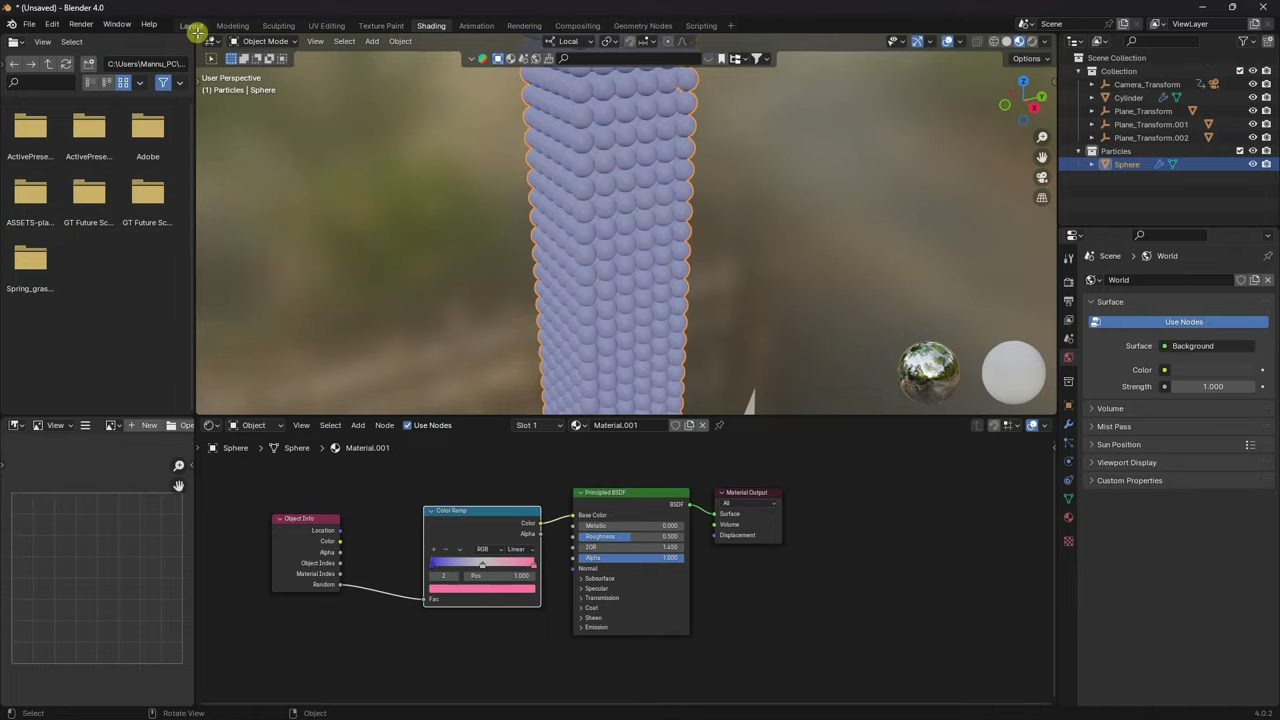 * (Unsaved) - Blender 4.0
File Edit Render Window Help
Layout Modeling Sculpting UV Editing Texture Paint Shading Animation Rendering Compositing Geometry Nodes Scripting +
Scene
ViewLayer
View Select
Object Mode View Select Add Object
Local
C:\Users\Mannu_PC\...
Options
User Perspective
(1) Particles | Sphere
ActivePrese...
ActivePrese...
Adobe
ASSETS-pla...
GT Future Sc...
GT Future Sc...
Spring_gras...
X
Y
Z
Scene Collection
Collection
Camera_Transform
Cylinder
Plane_Transform
Plane_Transform.001
Plane_Transform.002
Particles
Sphere
Scene > World
World
Surface
Use Nodes
Surface Background
Color
Strength 1.000
Volume
Mist Pass
Sun Position
Viewport Display
Custom Properties
View
+ New
Ope
Object View Select Add Node Use Nodes
Slot 1
Material.001
Sphere > Sphere > Material.001
Object Info
Location
Color
Alpha
Object Index
Material Index
Random
Color Ramp
Color
Alpha
+ - RGB Linear
2 Pos 1.000
Fac
Principled BSDF
BSDF
Base Color
Metallic 0.000
Roughness 0.500
IOR 1.450
Alpha 1.000
Normal
Subsurface
Specular
Transmission
Coat
Sheen
Emission
Material Output
All
Surface
Volume
Displacement
Select
Rotate View
Object
4.0.2